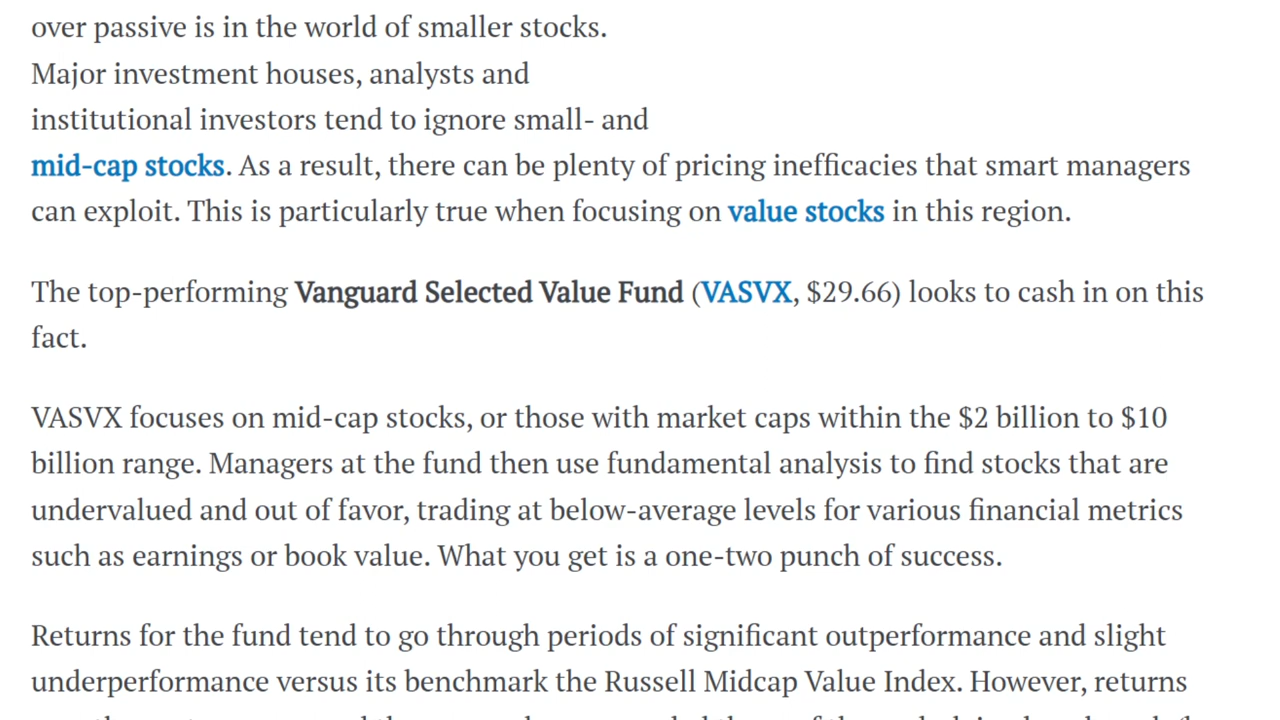 over passive is in the world of smaller stocks.
Major investment houses, analysts and
institutional investors tend to ignore small- and
mid-cap stocks. As a result, there can be plenty of pricing inefficacies that smart managers
can exploit. This is particularly true when focusing on value stocks in this region.
The top-performing Vanguard Selected Value Fund (VASVX, $29.66) looks to cash in on this
fact.
VASVX focuses on mid-cap stocks, or those with market caps within the $2 billion to $10
billion range. Managers at the fund then use fundamental analysis to find stocks that are
undervalued and out of favor, trading at below-average levels for various financial metrics
such as earnings or book value. What you get is a one-two punch of success.
Returns for the fund tend to go through periods of significant outperformance and slight
underperformance versus its benchmark the Russell Midcap Value Index. However, returns